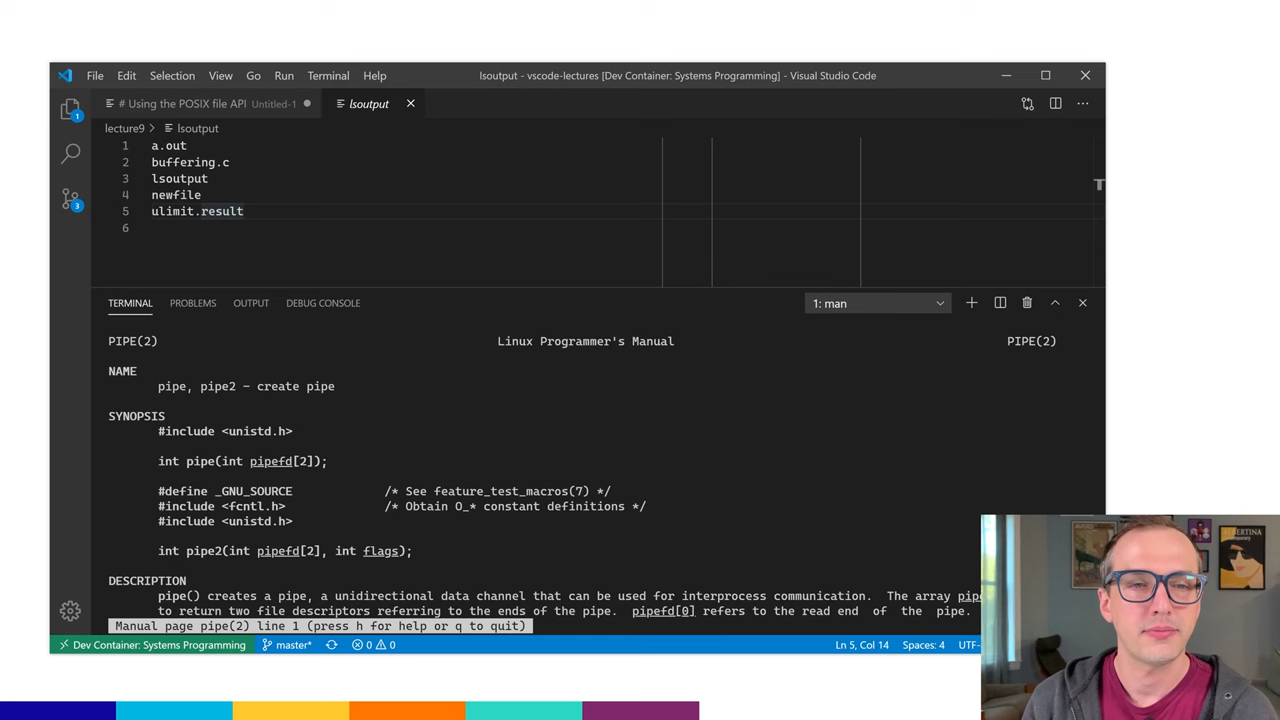 File Edit Selection View Go Run Terminal Help lsoutput - vscode-lectures [Dev Container: Systems Programming] - Visual Studio Code
# Using the POSIX file API Untitled-1 lsoutput
lecture9 > lsoutput
1 a.out
2 buffering.c
3 lsoutput
4 newfile
5 ulimit.result
6
TERMINAL PROBLEMS OUTPUT DEBUG CONSOLE 1: man
PIPE(2) Linux Programmer's Manual PIPE(2)
NAME
pipe, pipe2 - create pipe
SYNOPSIS
#include <unistd.h>
int pipe(int pipefd[2]);
#define _GNU_SOURCE /* See feature_test_macros(7) */
#include <fcntl.h> /* Obtain O_* constant definitions */
#include <unistd.h>
int pipe2(int pipefd[2], int flags);
DESCRIPTION
pipe() creates a pipe, a unidirectional data channel that can be used for interprocess communication. The array
to return two file descriptors referring to the ends of the pipe. pipefd[0] refers to the read end of the pipe.
Manual page pipe(2) line 1 (press h for help or q to quit)
Dev Container: Systems Programming master* 0 0 Ln 5, Col 14 Spaces: 4 UTF-
1
3
ALBERTINA